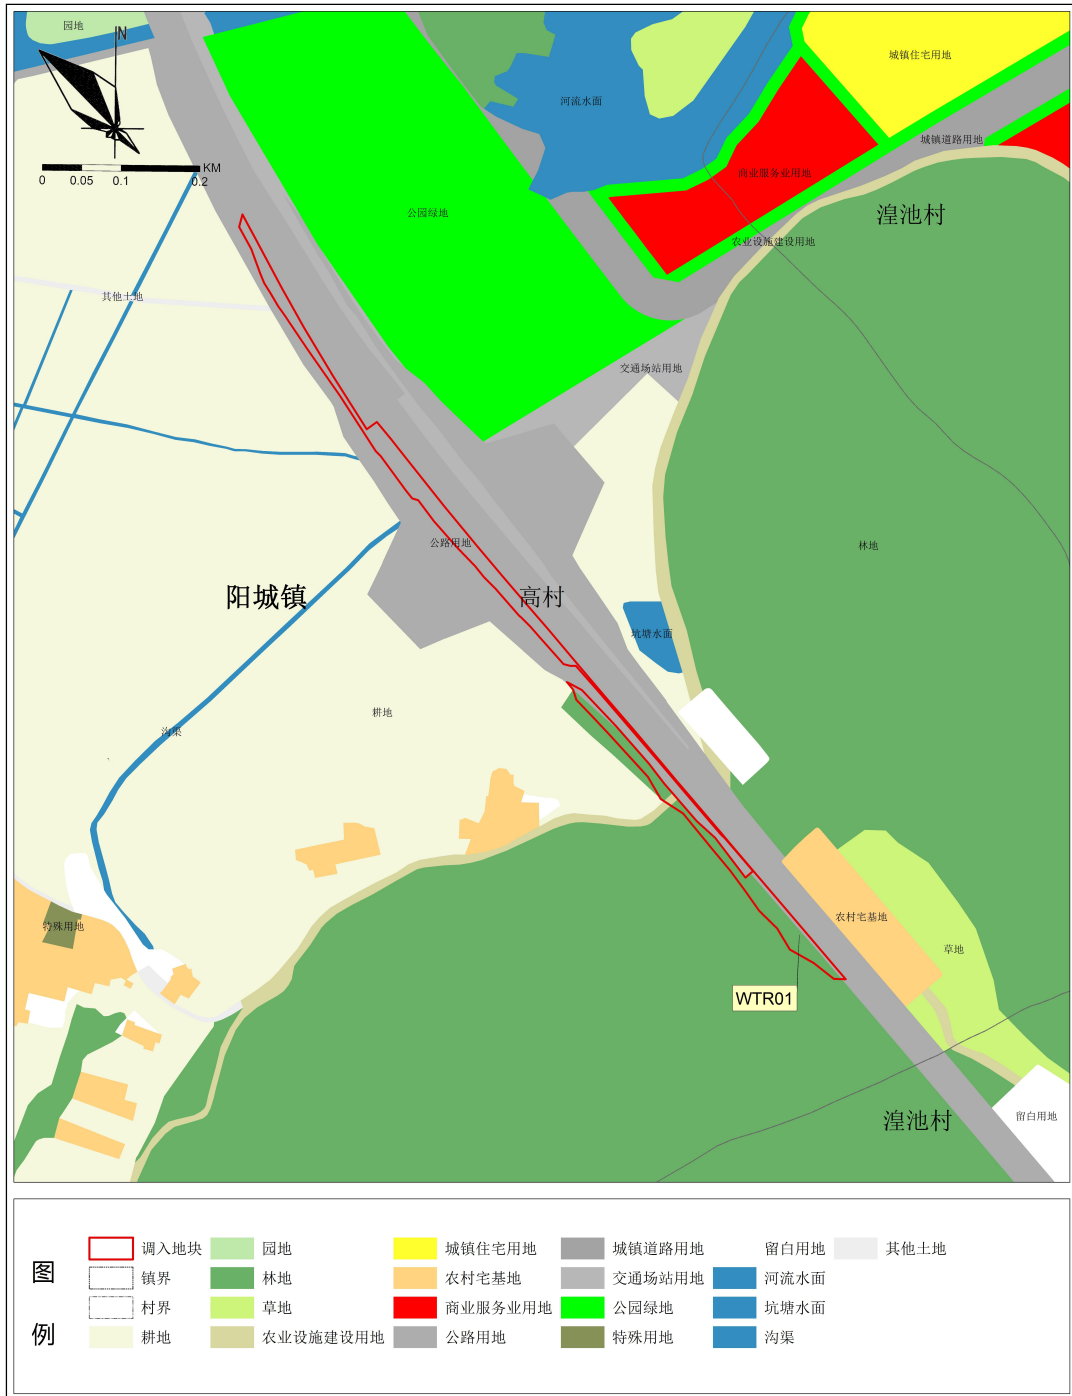 园地
N
城镇住宅用地
河流水面
KM
0 0.05 0.1 0.2
城镇道路用地
商业服务业用地
公园绿地
湟池村
农业设施建设用地
其他土地
交通场站用地
公路用地
林地
阳城镇
高村
坑塘水面
耕地
沟渠
特殊用地
农村宅基地
草地
WTR01
湟池村
留白用地
图例
调入地块 园地 城镇住宅用地 城镇道路用地 留白用地 其他土地
镇界 林地 农村宅基地 交通场站用地 河流水面
村界 草地 商业服务业用地 公园绿地 坑塘水面
耕地 农业设施建设用地 公路用地 特殊用地 沟渠